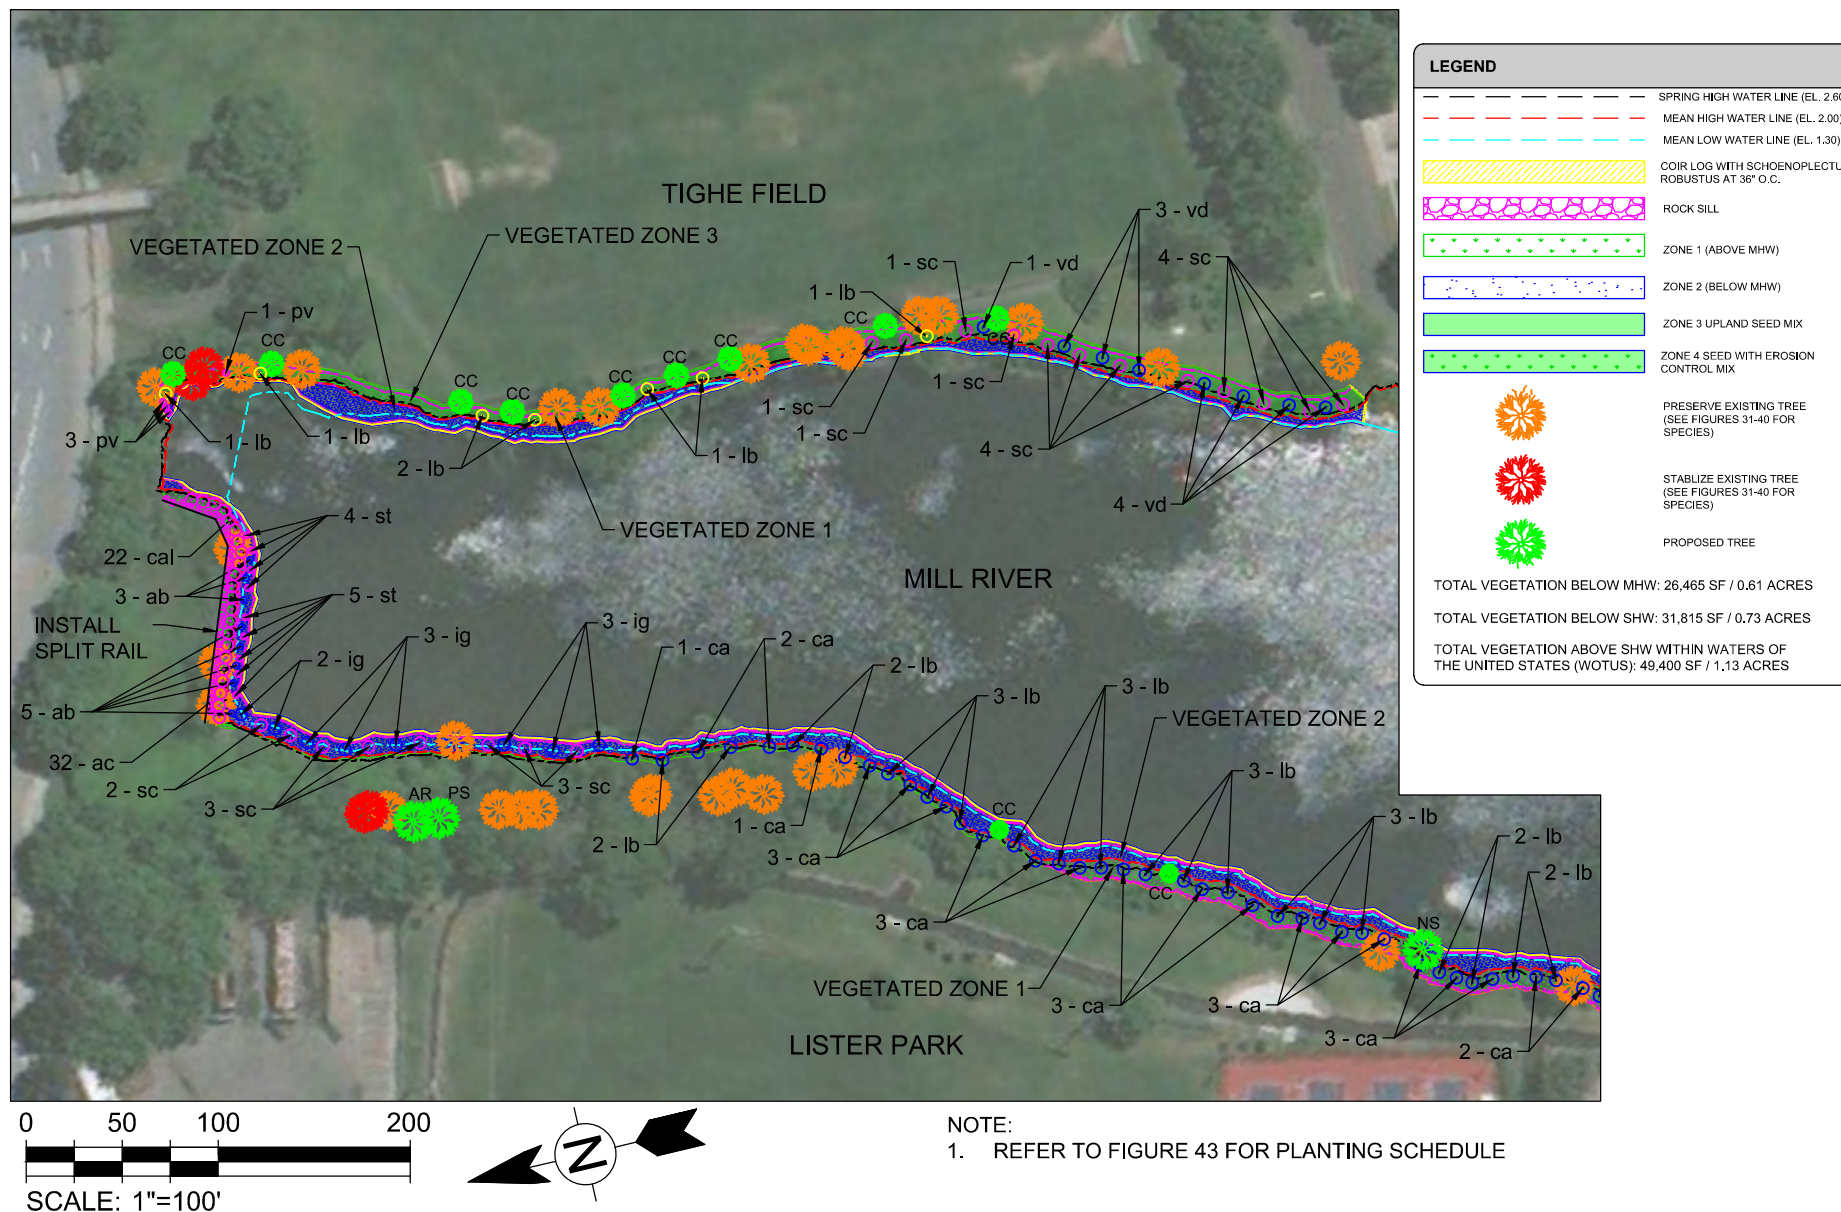 TIGHE FIELD
VEGETATED ZONE 2
VEGETATED ZONE 3
3 - vd
1 - sc
1 - vd
4 - sc
1 - lb
1 - pv
CC
CC
CC
CC
CC
CC
CC
CC
CC
3 - pv
1 - lb
1 - lb
2 - lb
1 - lb
1 - sc
1 - sc
1 - sc
4 - sc
4 - vd
VEGETATED ZONE 1
MILL RIVER
4 - st
22 - cal
3 - ab
5 - st
INSTALL
SPLIT RAIL
2 - ig
3 - ig
3 - ig
1 - ca
2 - ca
2 - lb
3 - lb
3 - lb
VEGETATED ZONE 2
3 - lb
3 - lb
2 - lb
2 - lb
5 - ab
32 - ac
2 - sc
3 - sc
AR
PS
3 - sc
2 - lb
1 - ca
3 - ca
CC
3 - ca
CC
VEGETATED ZONE 1
3 - ca
3 - ca
NS
3 - ca
2 - ca
LISTER PARK
LEGEND
SPRING HIGH WATER LINE (EL. 2.60
MEAN HIGH WATER LINE (EL. 2.00)
MEAN LOW WATER LINE (EL. 1.30)
COIR LOG WITH SCHOENOPLECTU
ROBUSTUS AT 36" O.C.
ROCK SILL
ZONE 1 (ABOVE MHW)
ZONE 2 (BELOW MHW)
ZONE 3 UPLAND SEED MIX
ZONE 4 SEED WITH EROSION
CONTROL MIX
PRESERVE EXISTING TREE
(SEE FIGURES 31-40 FOR
SPECIES)
STABLIZE EXISTING TREE
(SEE FIGURES 31-40 FOR
SPECIES)
PROPOSED TREE
TOTAL VEGETATION BELOW MHW: 26,465 SF / 0.61 ACRES
TOTAL VEGETATION BELOW SHW: 31,815 SF / 0.73 ACRES
TOTAL VEGETATION ABOVE SHW WITHIN WATERS OF
THE UNITED STATES (WOTUS): 49,400 SF / 1.13 ACRES
0 50 100 200
SCALE: 1"=100'
N
NOTE:
1. REFER TO FIGURE 43 FOR PLANTING SCHEDULE